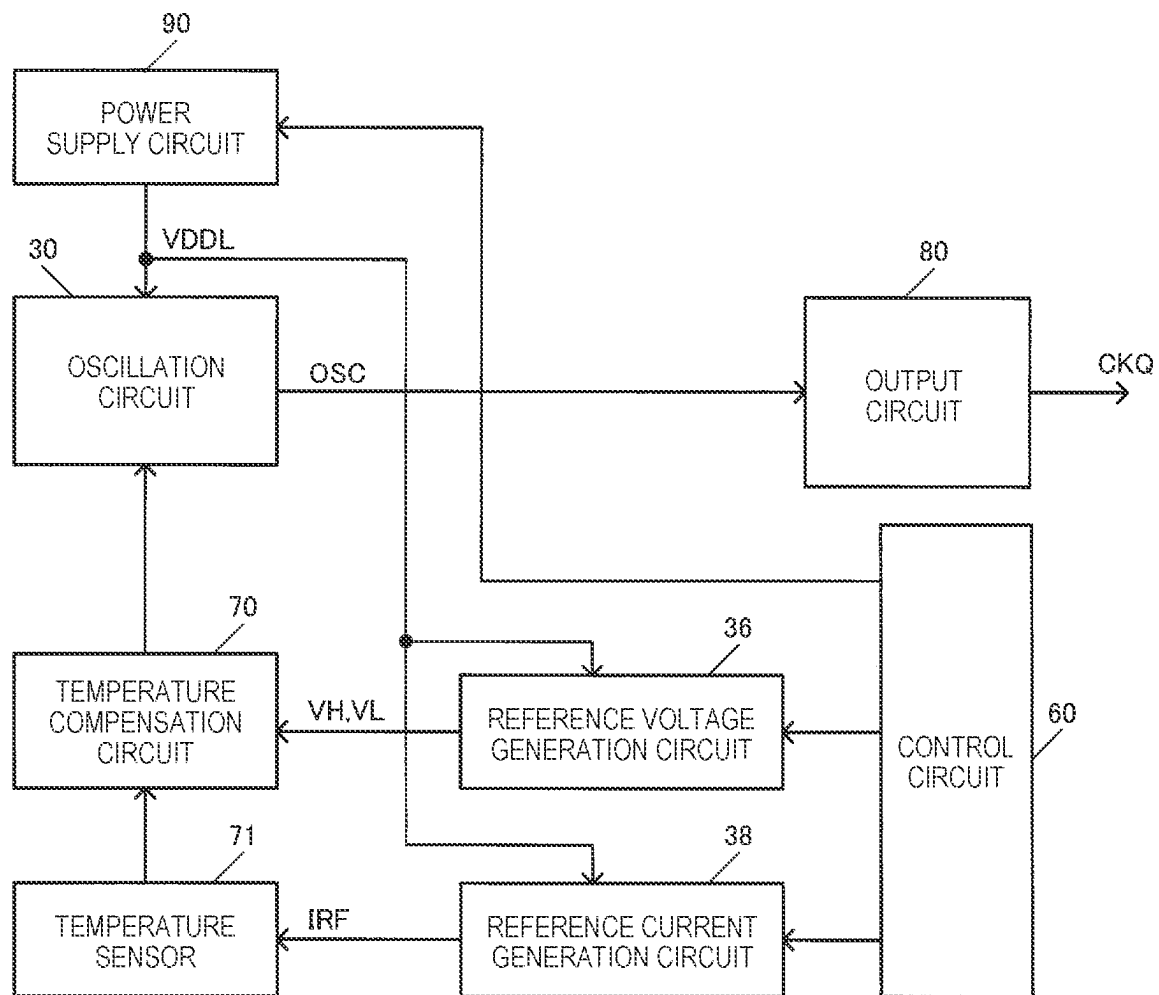 90
POWER
SUPPLY CIRCUIT
VDDL
30
80
OSCILLATION
CIRCUIT
OSC
OUTPUT
CIRCUIT
CKQ
70
36
TEMPERATURE
COMPENSATION
CIRCUIT
VH,VL
REFERENCE VOLTAGE
GENERATION CIRCUIT
60
CONTROL
CIRCUIT
71
38
TEMPERATURE
SENSOR
IRF
REFERENCE CURRENT
GENERATION CIRCUIT